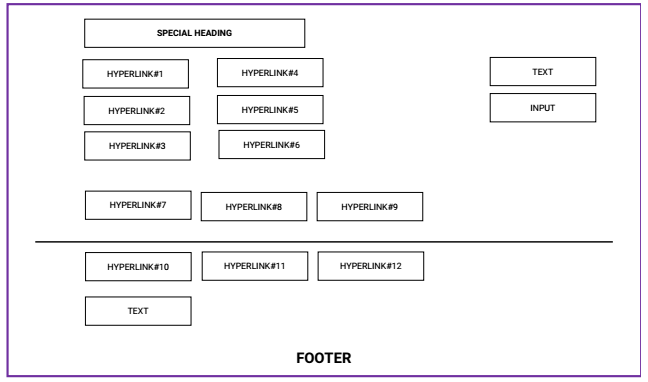 SPECIAL HEADING
HYPERLINK#1
HYPERLINK#4
TEXT
HYPERLINK#2
HYPERLINK#5
INPUT
HYPERLINK#3
HYPERLINK#6
HYPERLINK#7
HYPERLINK#8
HYPERLINK#9
HYPERLINK#10
HYPERLINK#11
HYPERLINK#12
TEXT
FOOTER